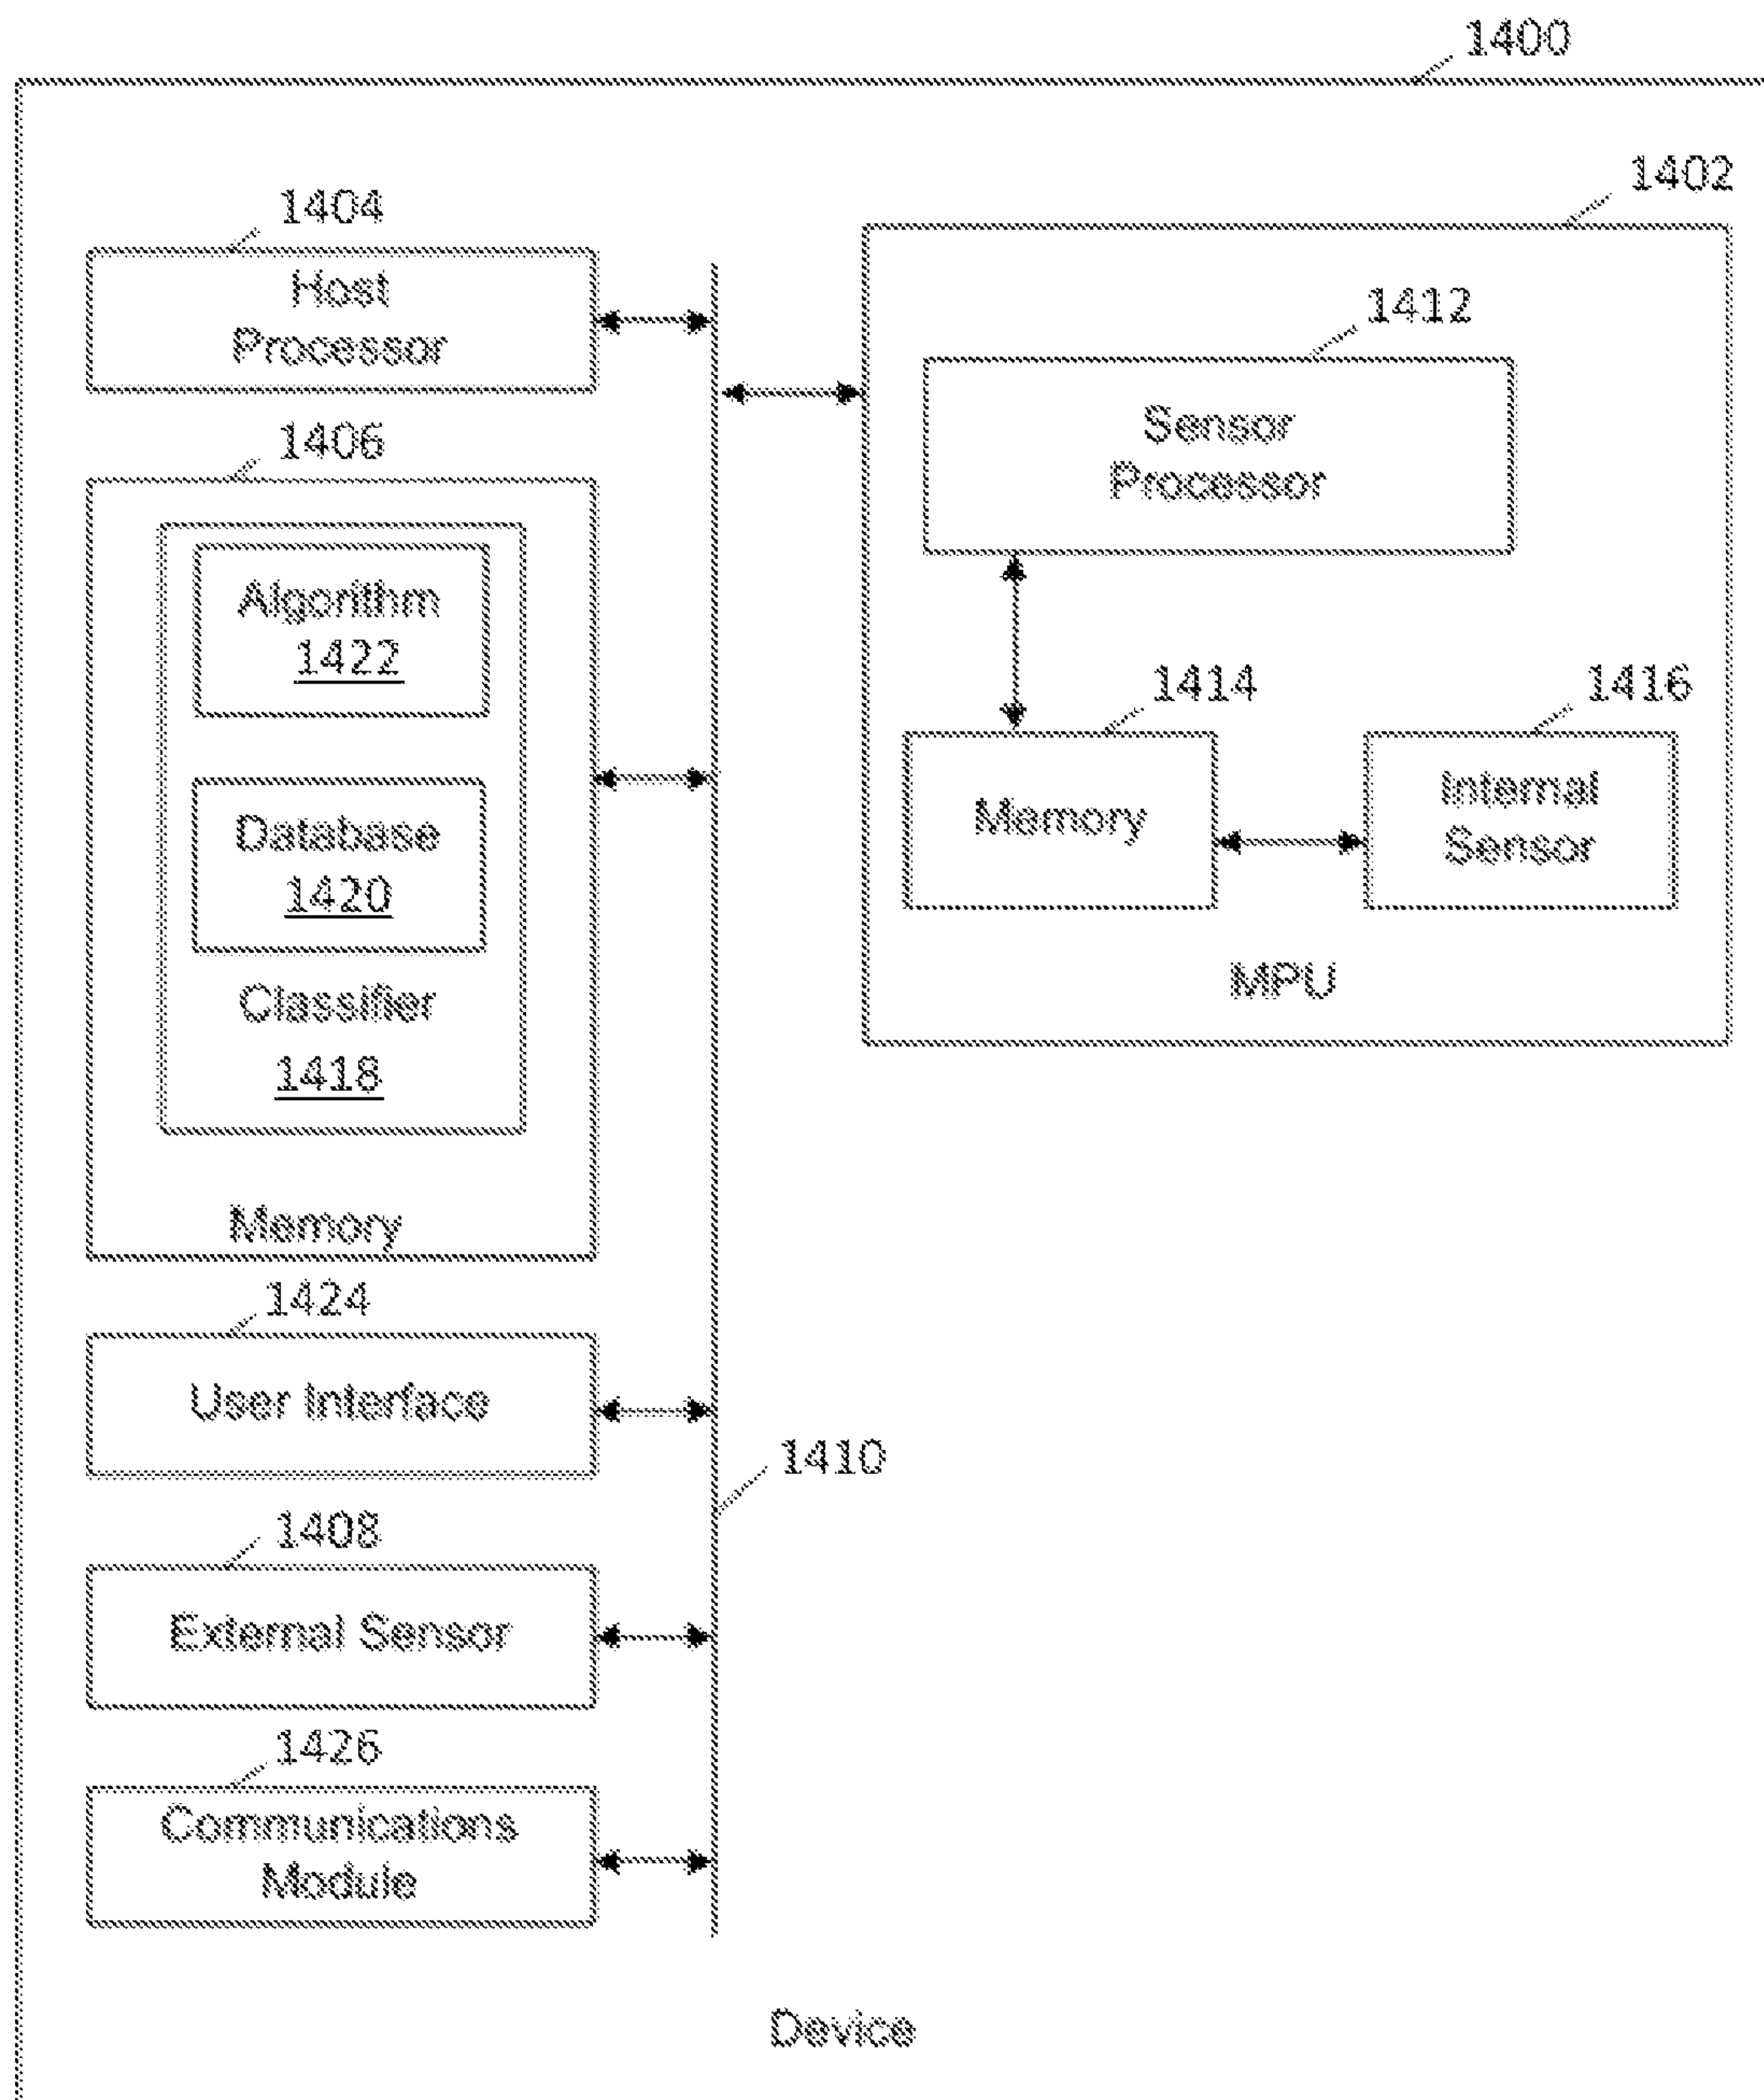 1400
1402
1404
Host
Processor
1412
Sensor
Processor
1406
Algorithm
1422
Database
1420
Classifier
1418
Memory
1414
Memory
1416
Internal
Sensor
MPU
1424
User Interface
1410
1408
External Sensor
1426
Communications
Module
Device